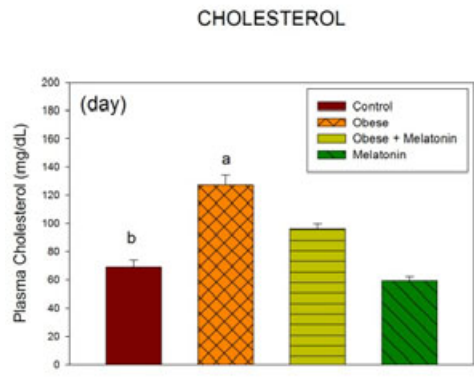 CHOLESTEROL
(day)
Control
Obese
Obese + Melatonin
Melatonin
Plasma Cholesterol (mg/dL)
200
180
160
140
120
100
80
60
40
20
0
b
a